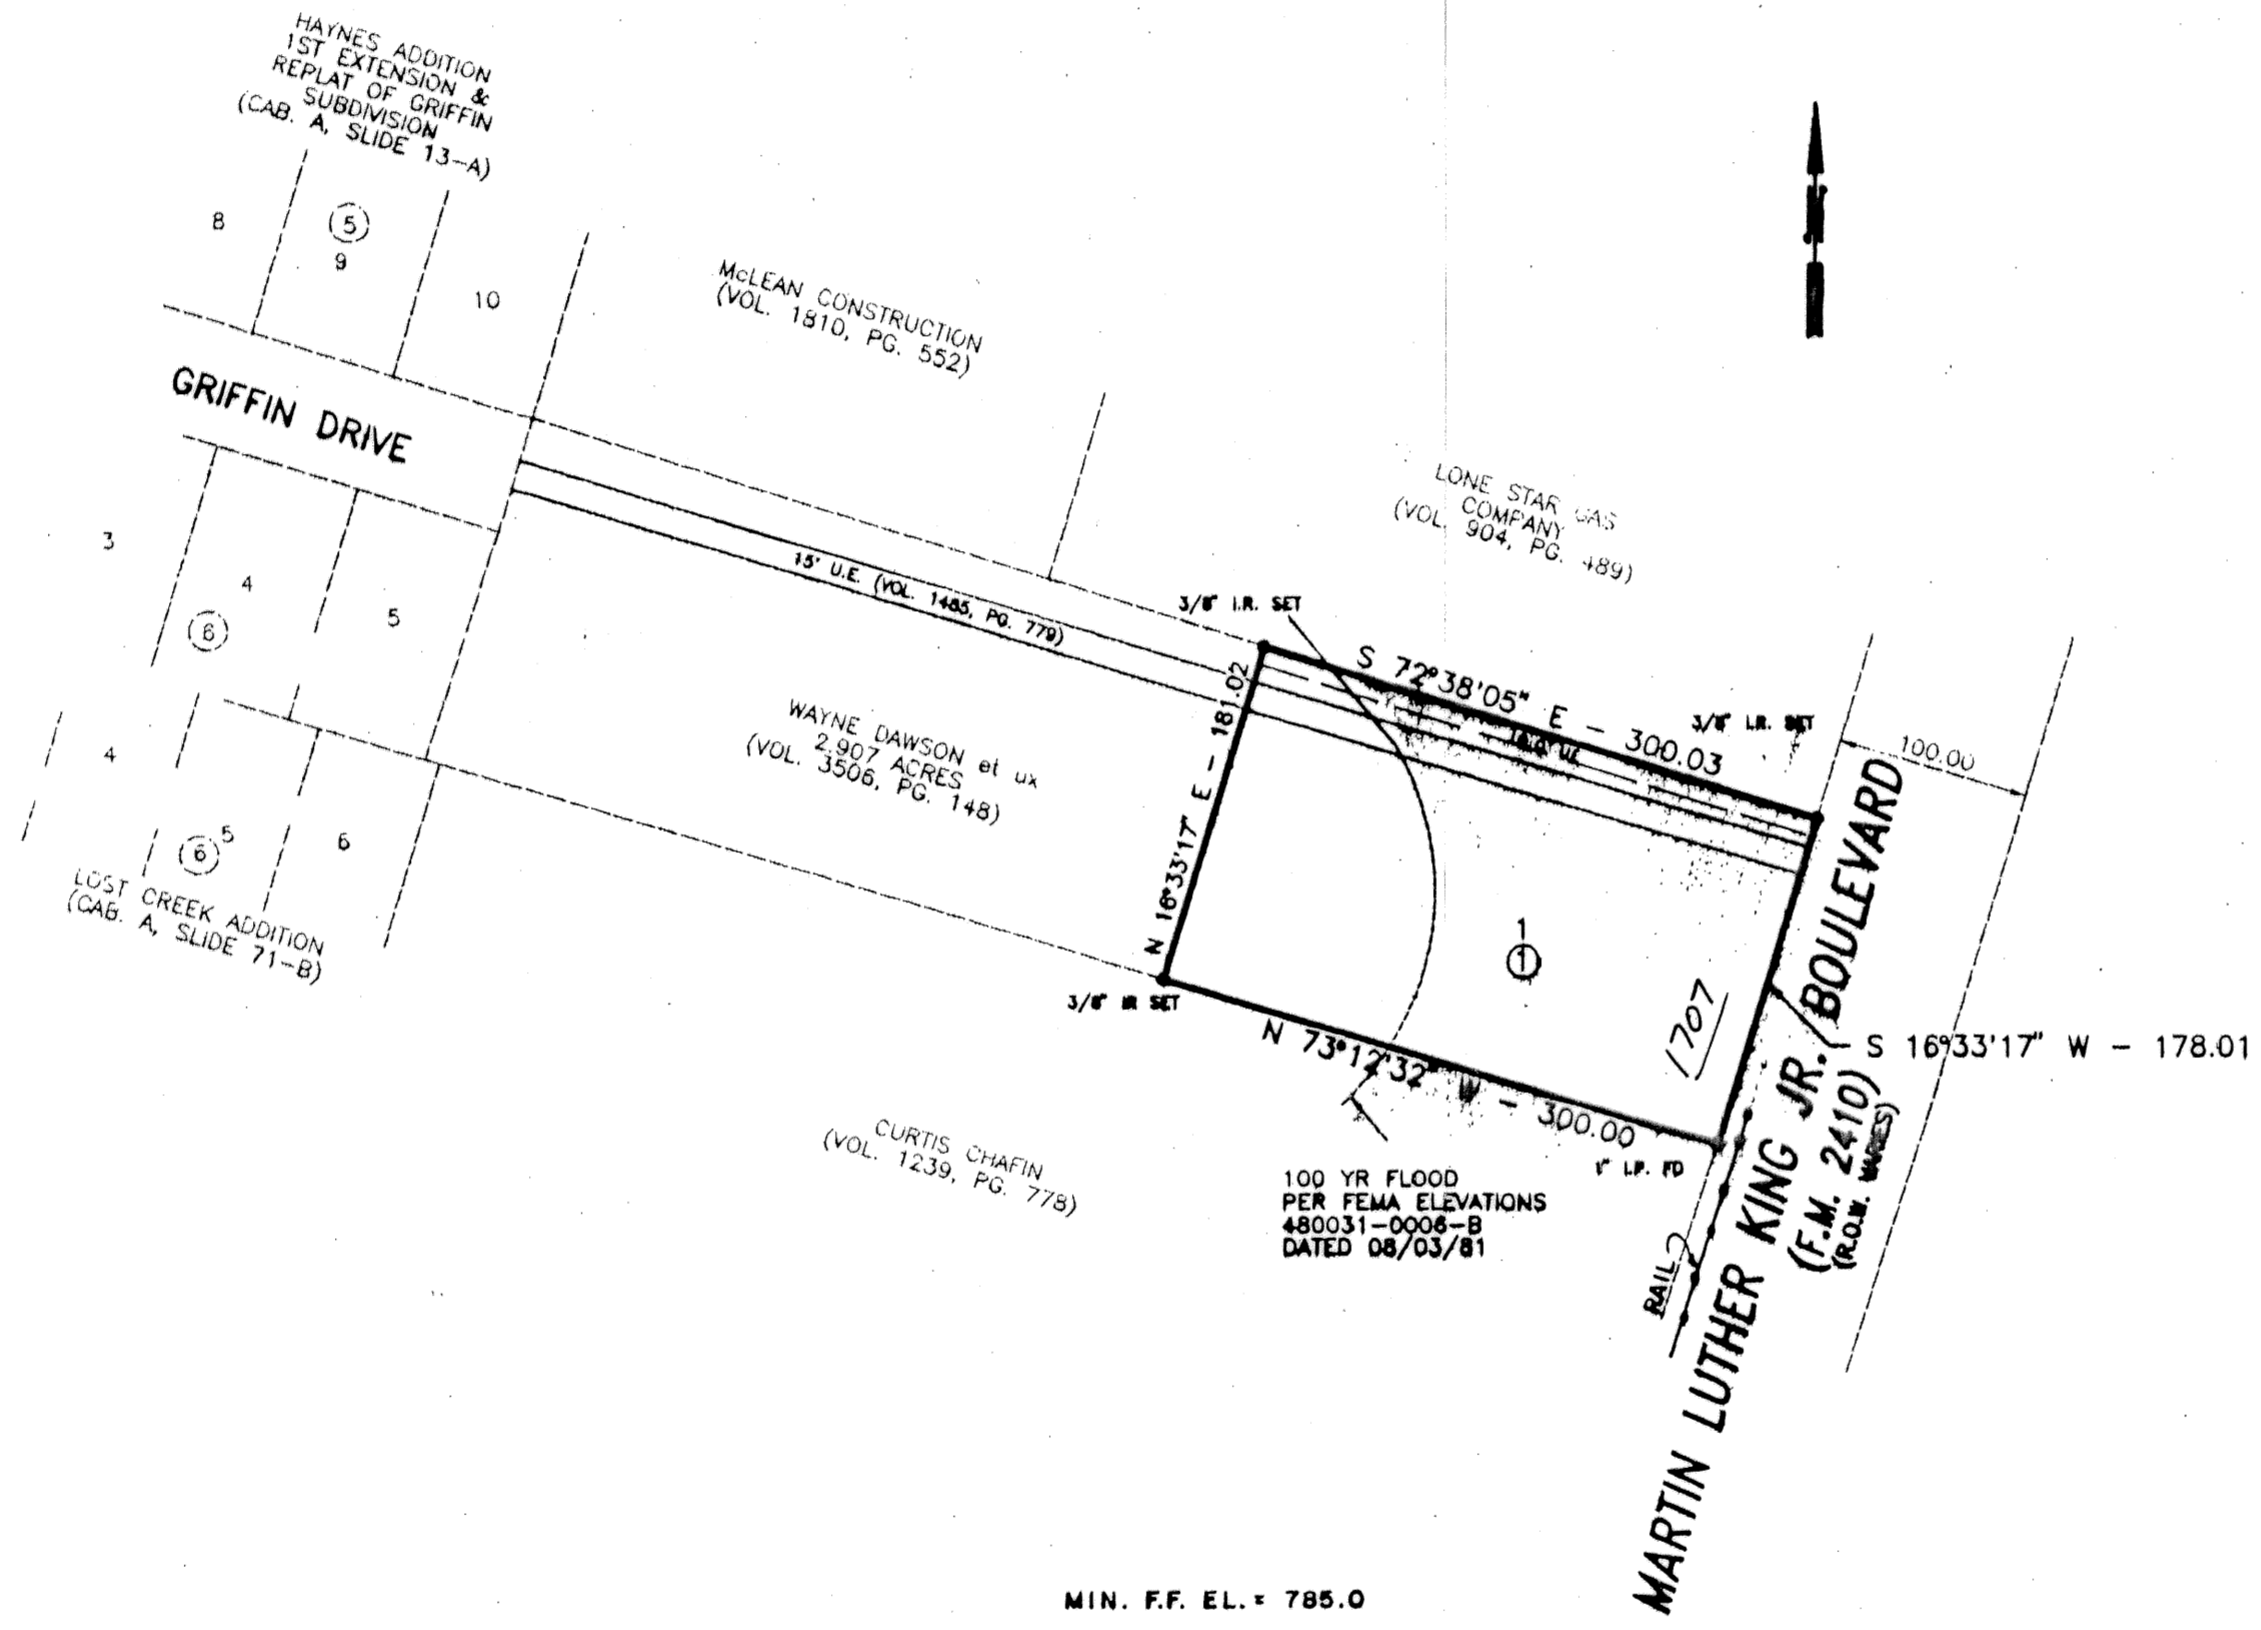 HAYNES ADDITION
1ST EXTENSION &
REPLAT OF GRIFFIN
SUBDIVISION
(CAB. A, SLIDE 13-A)
8
5
9
10
McLEAN CONSTRUCTION
(VOL. 1810, PG. 552)
GRIFFIN DRIVE
LONE STAR GAS
COMPANY
(VOL. 904, PG. 489)
3
4
5
6
15' U.E. (VOL. 1485, PG. 779)
3/8" I.R. SET
S 72°38'05" E - 300.03
3/8" I.R. SET
100.00
N 16°33'17" E - 181.02
WAYNE DAWSON et ux
2.907 ACRES
(VOL. 3506, PG. 148)
4
5
6
6
LOST CREEK ADDITION
(CAB. A, SLIDE 71-B)
1
1
1707
3/8" IR SET
N 73°12'32" W - 300.00
1" I.P. FD
S 16°33'17" W - 178.01
MARTIN LUTHER KING JR. BOULEVARD
(F.M. 2410)
(R.O.W. VARIES)
RAIL
CURTIS CHAFIN
(VOL. 1239, PG. 778)
100 YR FLOOD
PER FEMA ELEVATIONS
480031-0006-B
DATED 08/03/81
MIN. F.F. EL. = 785.0